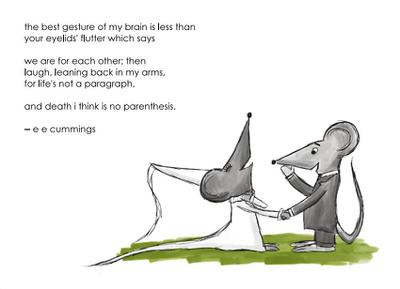 the best gesture of my brain is less than
your eyelids' flutter which says
we are for each other; then
laugh, leaning back in my arms,
for life's not a paragraph,
and death i think is no parenthesis.
– e e cummings